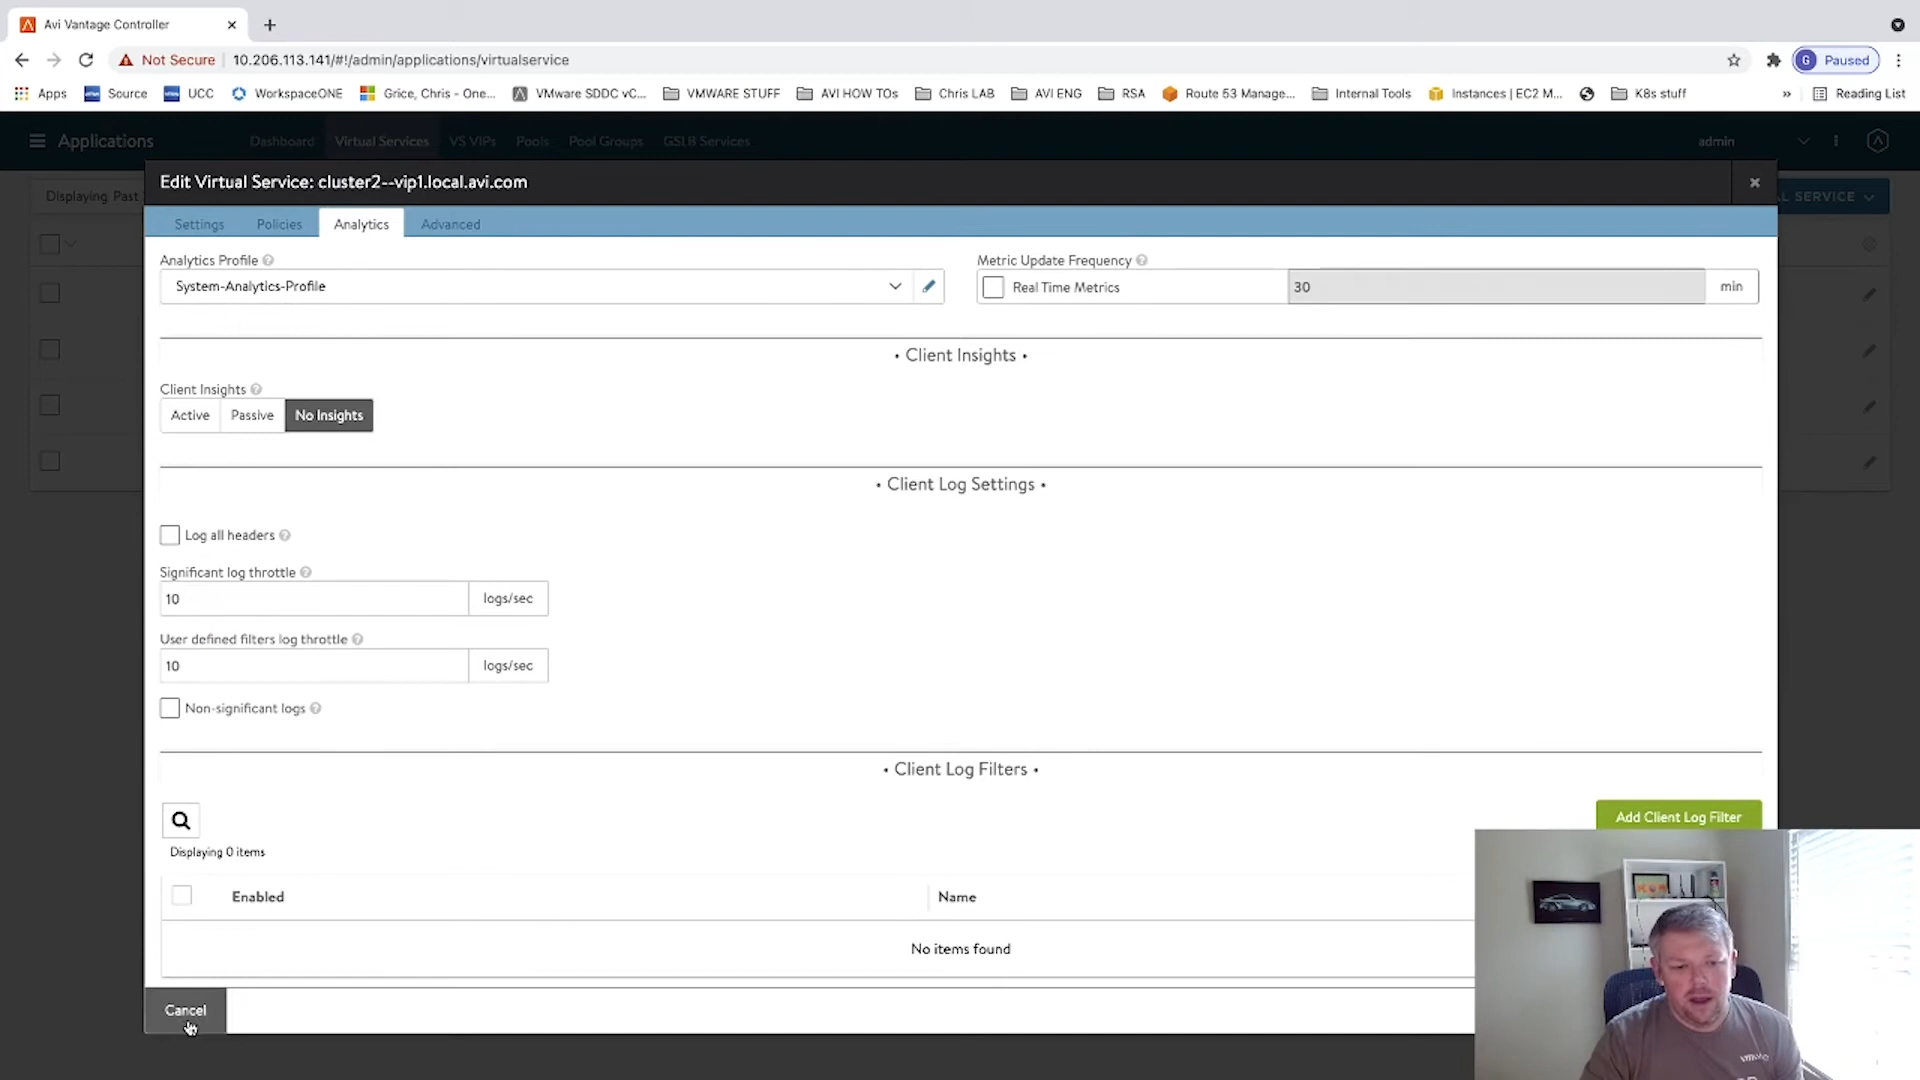 Avi Vantage Controller
Not Secure 10.206.113.141/#!/admin/applications/virtualservice G Paused
Apps Source UCC WorkspaceONE Grice, Chris - One... VMware SDDC vC... VMWARE STUFF AVI HOW TOs Chris LAB AVI ENG RSA Route 53 Manage... Internal Tools Instances | EC2 M... K8s stuff » Reading List
Applications Dashboard Virtual Services VS VIPs Pools Pool Groups GSLB Services admin
Edit Virtual Service: cluster2--vip1.local.avi.com
Displaying Past
SERVICE
Settings Policies Analytics Advanced
Analytics Profile Metric Update Frequency
System-Analytics-Profile Real Time Metrics 30 min
• Client Insights •
Client Insights
Active Passive No Insights
• Client Log Settings •
Log all headers
Significant log throttle
10 logs/sec
User defined filters log throttle
10 logs/sec
Non-significant logs
• Client Log Filters •
Add Client Log Filter
Displaying 0 items
Enabled Name
No items found
Cancel